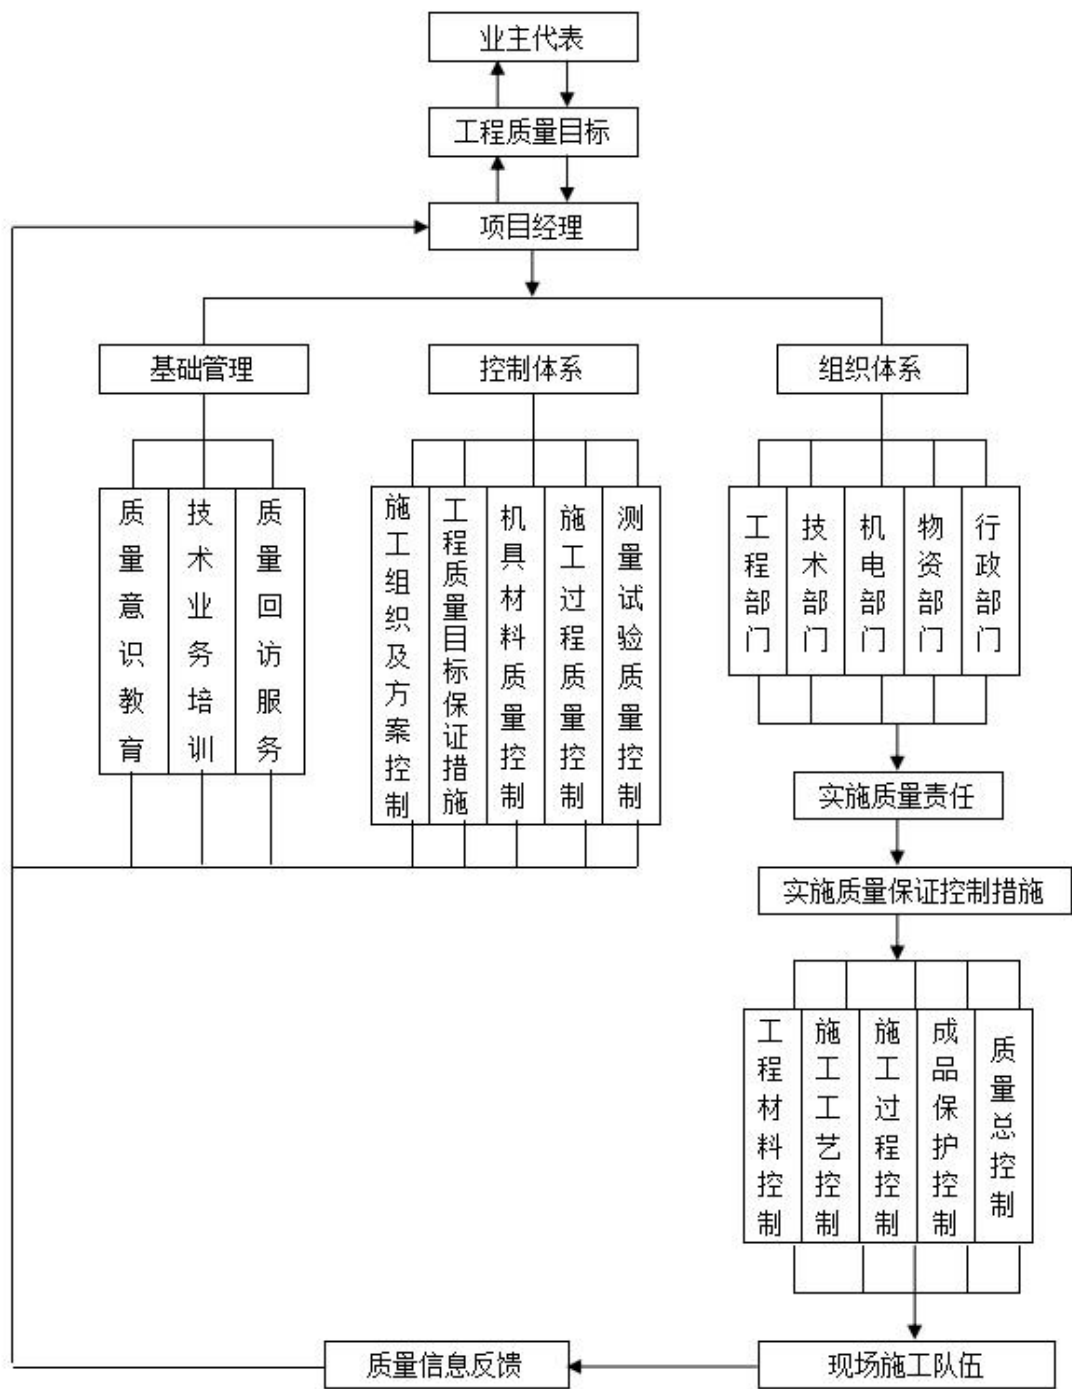 业主代表
工程质量目标
项目经理
基础管理
控制体系
组织体系
质量意识教育
技术业务培训
质量回访服务
施工组织及方案控制
工程质量目标保证措施
机具材料质量控制
施工过程质量控制
测量试验质量控制
工程部门
技术部门
机电部门
物资部门
行政部门
实施质量责任
实施质量保证控制措施
工程材料控制
施工工艺控制
施工过程控制
成品保护控制
质量总控制
质量信息反馈
现场施工队伍